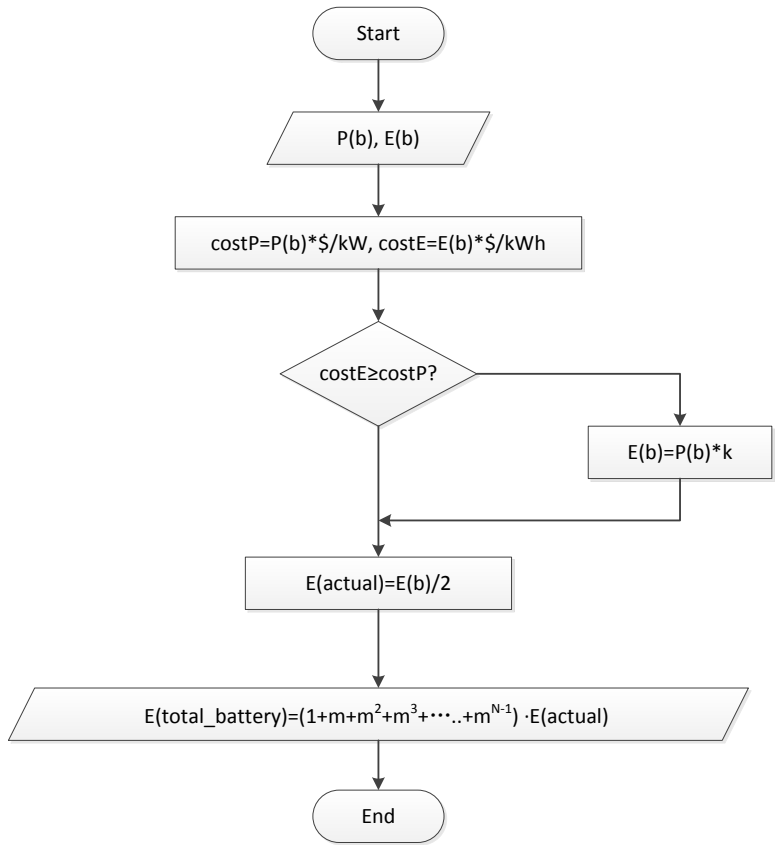 Start
P(b), E(b)
costP=P(b)*$/kW, costE=E(b)*$/kWh
costE≥costP?
E(b)=P(b)*k
E(actual)=E(b)/2
E(total_battery)=(1+m+m²+m³+⋯..+mᴺ⁻¹) ·E(actual)
End